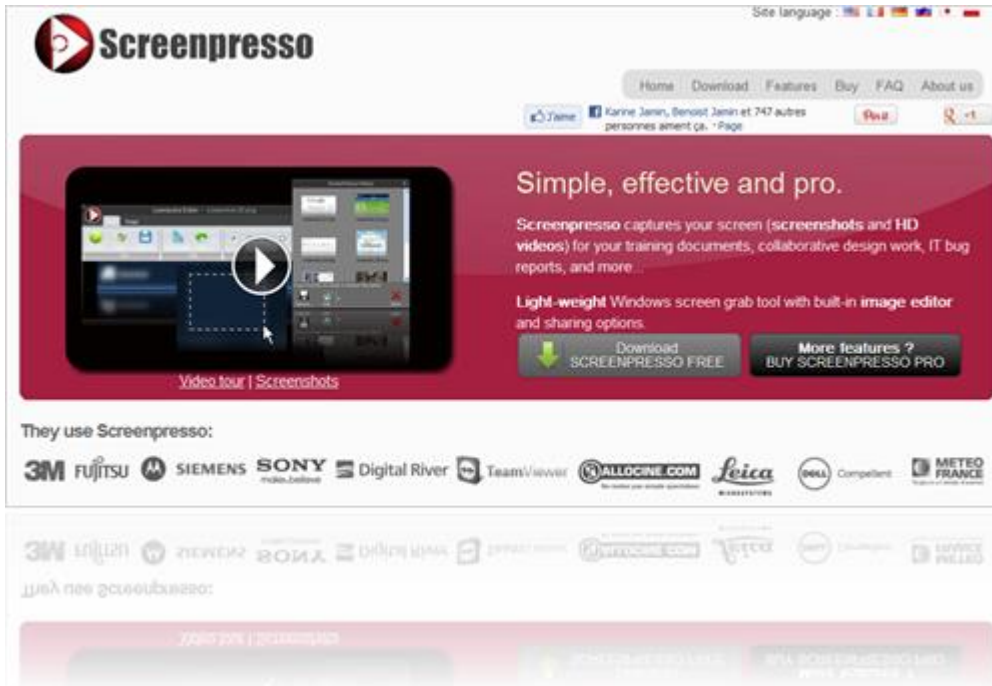 Site language :
Screenpresso
Home Download Features Buy FAQ About us
J'aime
Karine Jamin, Benoist Jamin et 747 autres
personnes aiment ça. · Page
Pin it
+1
Simple, effective and pro.
Screenpresso captures your screen (screenshots and HD
videos) for your training documents, collaborative design work, IT bug
reports, and more...
Light-weight Windows screen grab tool with built-in image editor
and sharing options.
Download
SCREENPRESSO FREE
More features ?
BUY SCREENPRESSO PRO
Video tour | Screenshots
They use Screenpresso:
3M FUJITSU SIEMENS SONY Digital River TeamViewer ALLOCINE.COM Leica DELL Competent METEO FRANCE
make.believe
MICROSYSTEMS